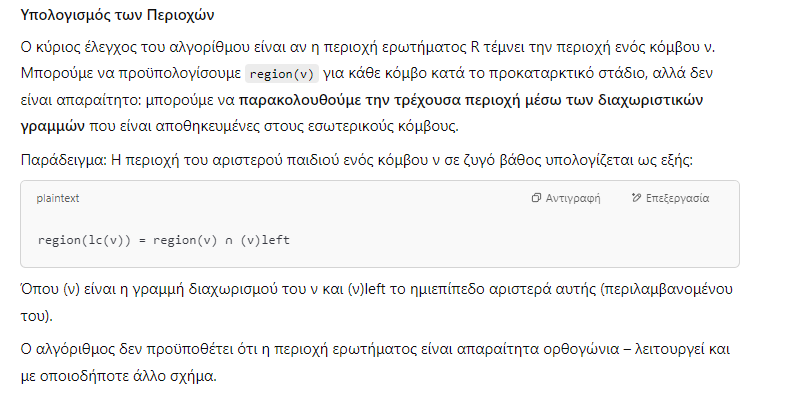 Υπολογισμός των Περιοχών
Ο κύριος έλεγχος του αλγορίθμου είναι αν η περιοχή ερωτήματος R τέμνει την περιοχή ενός κόμβου ν.
Μπορούμε να προϋπολογίσουμε region(ν) για κάθε κόμβο κατά το προκαταρκτικό στάδιο, αλλά δεν
είναι απαραίτητο: μπορούμε να παρακολουθούμε την τρέχουσα περιοχή μέσω των διαχωριστικών
γραμμών που είναι αποθηκευμένες στους εσωτερικούς κόμβους.
Παράδειγμα: Η περιοχή του αριστερού παιδιού ενός κόμβου ν σε ζυγό βάθος υπολογίζεται ως εξής:
plaintext
Αντιγραφή
Επεξεργασία
region(lc(ν)) = region(ν) ∩ (ν)left
Όπου (ν) είναι η γραμμή διαχωρισμού του ν και (ν)left το ημιεπίπεδο αριστερά αυτής (περιλαμβανομένου
του).
Ο αλγόριθμος δεν προϋποθέτει ότι η περιοχή ερωτήματος είναι απαραίτητα ορθογώνια – λειτουργεί και
με οποιοδήποτε άλλο σχήμα.